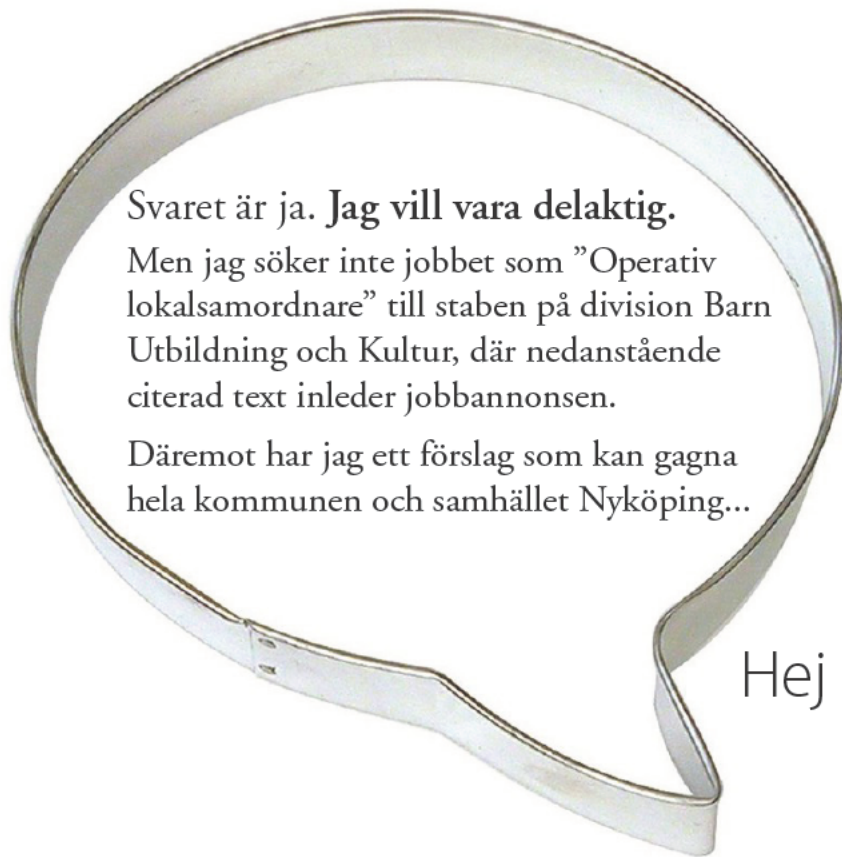 Svaret är ja. Jag vill vara delaktig.
Men jag söker inte jobbet som ”Operativ
lokalsamordnare” till staben på division Barn
Utbildning och Kultur, där nedanstående
citerad text inleder jobbannonsen.
Däremot har jag ett förslag som kan gagna
hela kommunen och samhället Nyköping...
Hej